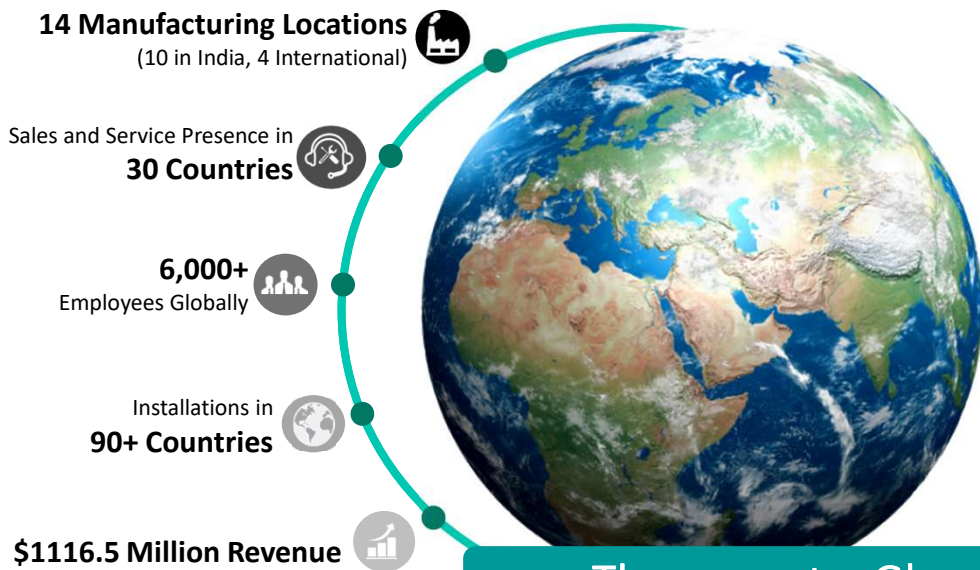 14 Manufacturing Locations
(10 in India, 4 International)
Sales and Service Presence in
30 Countries
6,000+
Employees Globally
Installations in
90+ Countries
$1116.5 Million Revenue